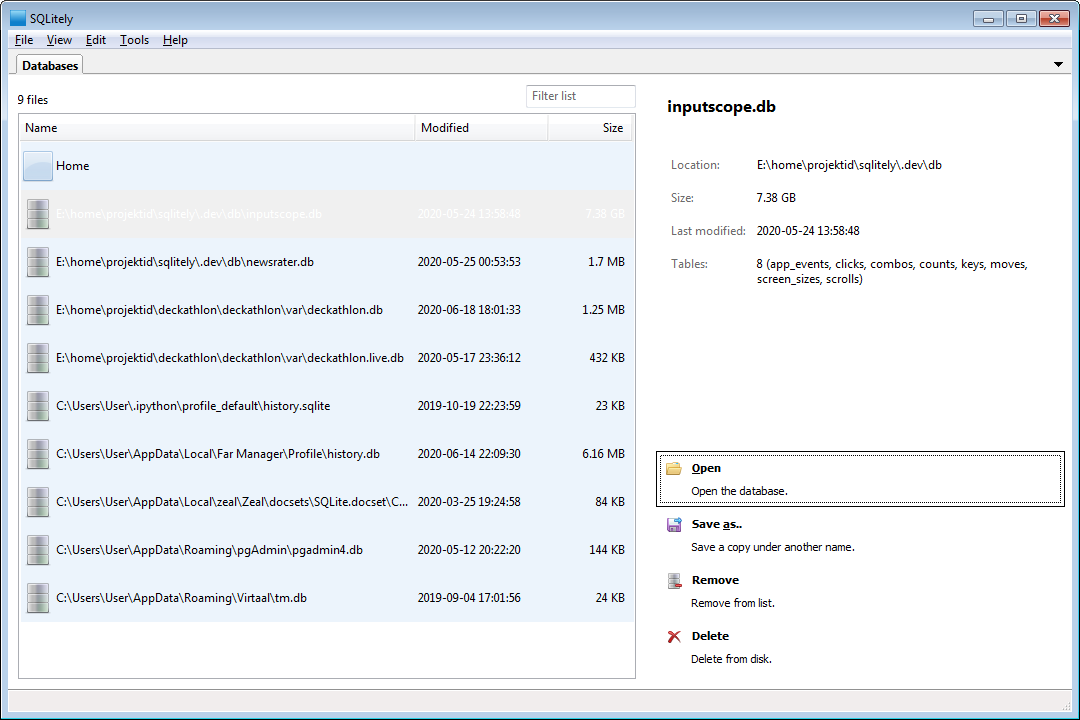 SQLitely
File View Edit Tools Help
Databases
9 files
Filter list
Name Modified Size
Home
E:\home\projektid\sqlitely\.dev\db\inputscope.db 2020-05-24 13:58:48 7.38 GB
E:\home\projektid\sqlitely\.dev\db\newsrater.db 2020-05-25 00:53:53 1.7 MB
E:\home\projektid\deckathlon\deckathlon\var\deckathlon.db 2020-06-18 18:01:33 1.25 MB
E:\home\projektid\deckathlon\deckathlon\var\deckathlon.live.db 2020-05-17 23:36:12 432 KB
C:\Users\User\.ipython\profile_default\history.sqlite 2019-10-19 22:23:59 23 KB
C:\Users\User\AppData\Local\Far Manager\Profile\history.db 2020-06-14 22:09:30 6.16 MB
C:\Users\User\AppData\Local\zeal\Zeal\docsets\SQLite.docset\C... 2020-03-25 19:24:58 84 KB
C:\Users\User\AppData\Roaming\pgAdmin\pgadmin4.db 2020-05-12 20:22:20 144 KB
C:\Users\User\AppData\Roaming\Virtaal\tm.db 2019-09-04 17:01:56 24 KB
inputscope.db
Location: E:\home\projektid\sqlitely\.dev\db
Size: 7.38 GB
Last modified: 2020-05-24 13:58:48
Tables: 8 (app_events, clicks, combos, counts, keys, moves,
screen_sizes, scrolls)
Open
Open the database.
Save as..
Save a copy under another name.
Remove
Remove from list.
Delete
Delete from disk.